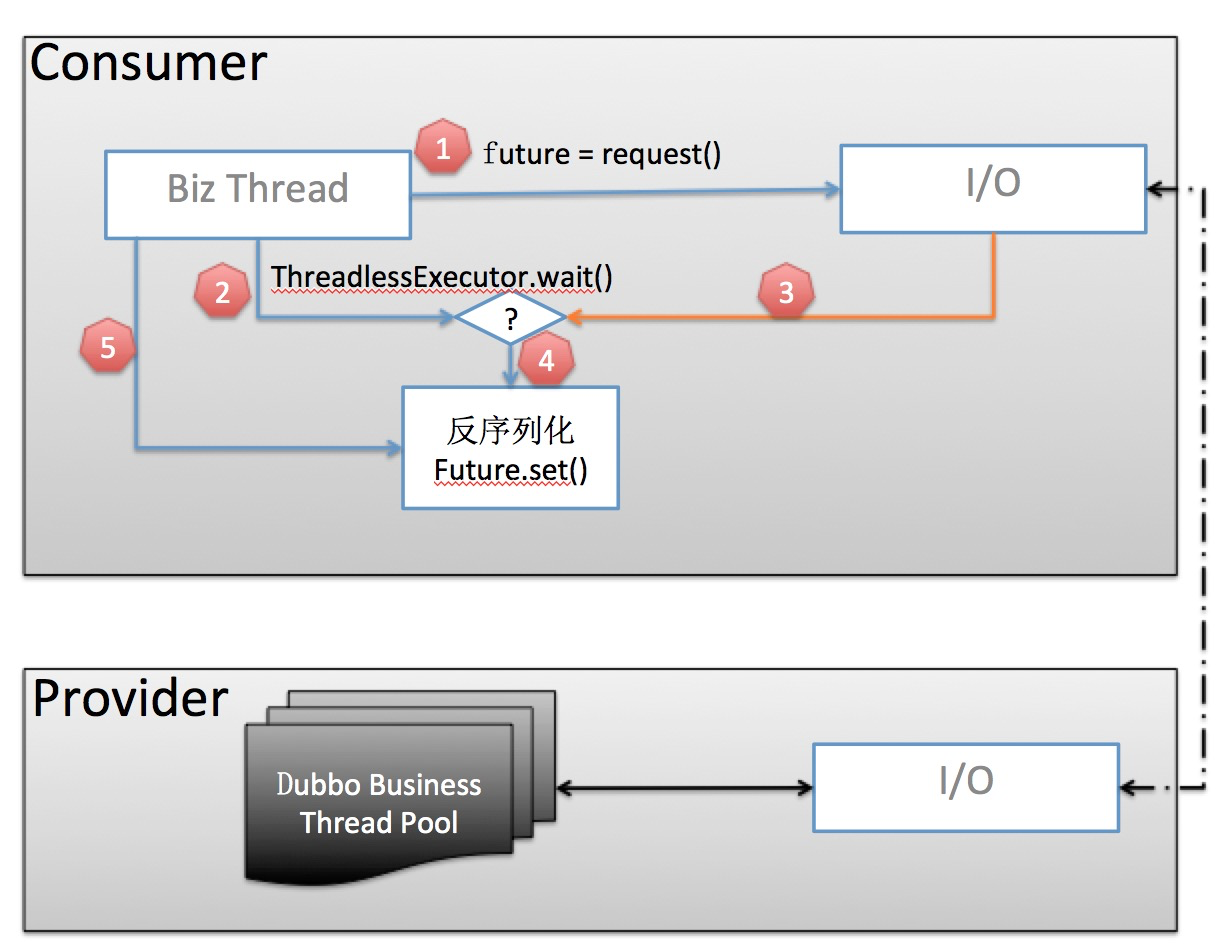 Consumer
1
future = request()
Biz Thread
I/O
2
ThreadlessExecutor.wait()
3
?
5
4
反序列化
Future.set()
Provider
Dubbo Business
Thread Pool
I/O